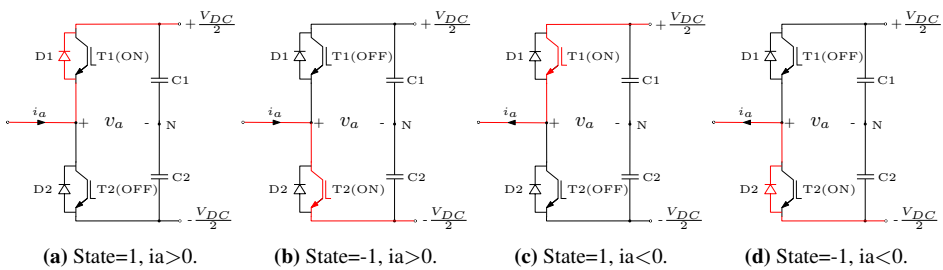 + V_DC/2
D1 T1(ON) C1
i_a + v_a - N
D2 T2(OFF) C2
- V_DC/2
(a) State=1, ia>0.
+ V_DC/2
D1 T1(OFF) C1
i_a + v_a - N
D2 T2(ON) C2
- V_DC/2
(b) State=-1, ia>0.
+ V_DC/2
D1 T1(ON) C1
i_a + v_a - N
D2 T2(OFF) C2
- V_DC/2
(c) State=1, ia<0.
+ V_DC/2
D1 T1(OFF) C1
i_a + v_a - N
D2 T2(ON) C2
- V_DC/2
(d) State=-1, ia<0.